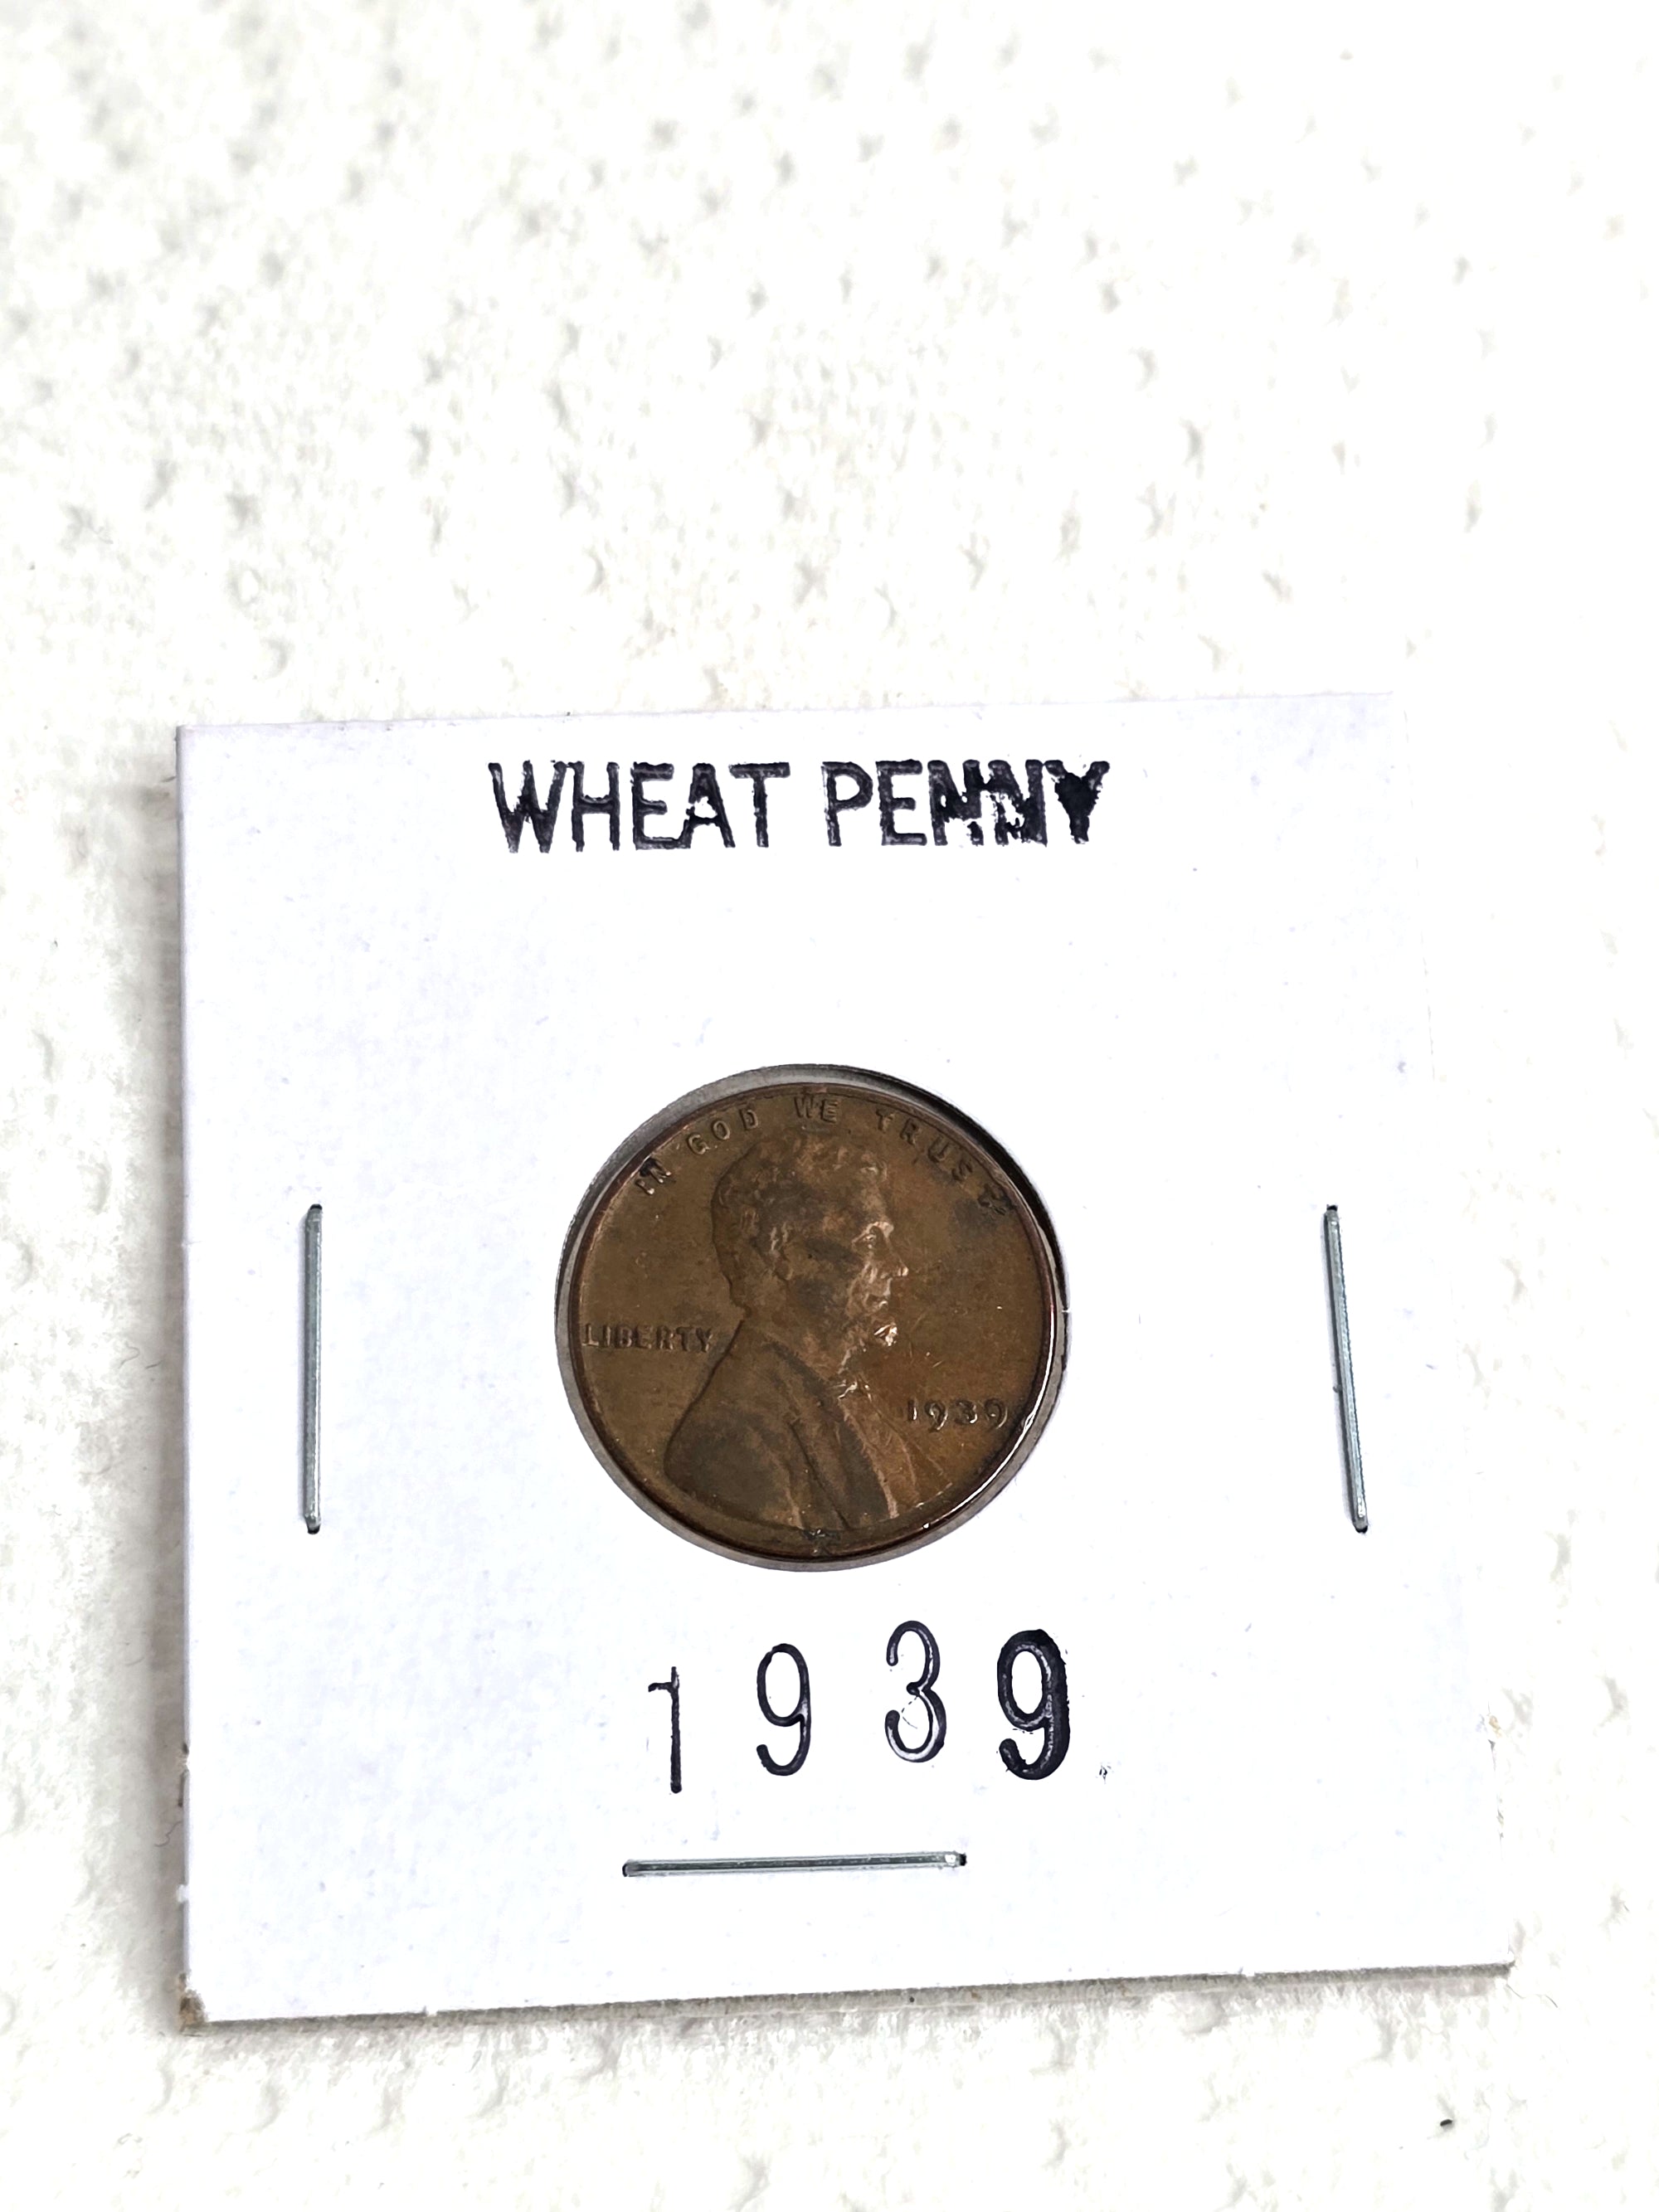 WHEAT PENNY
IN GOD WE TRUST
LIBERTY
1939
1939